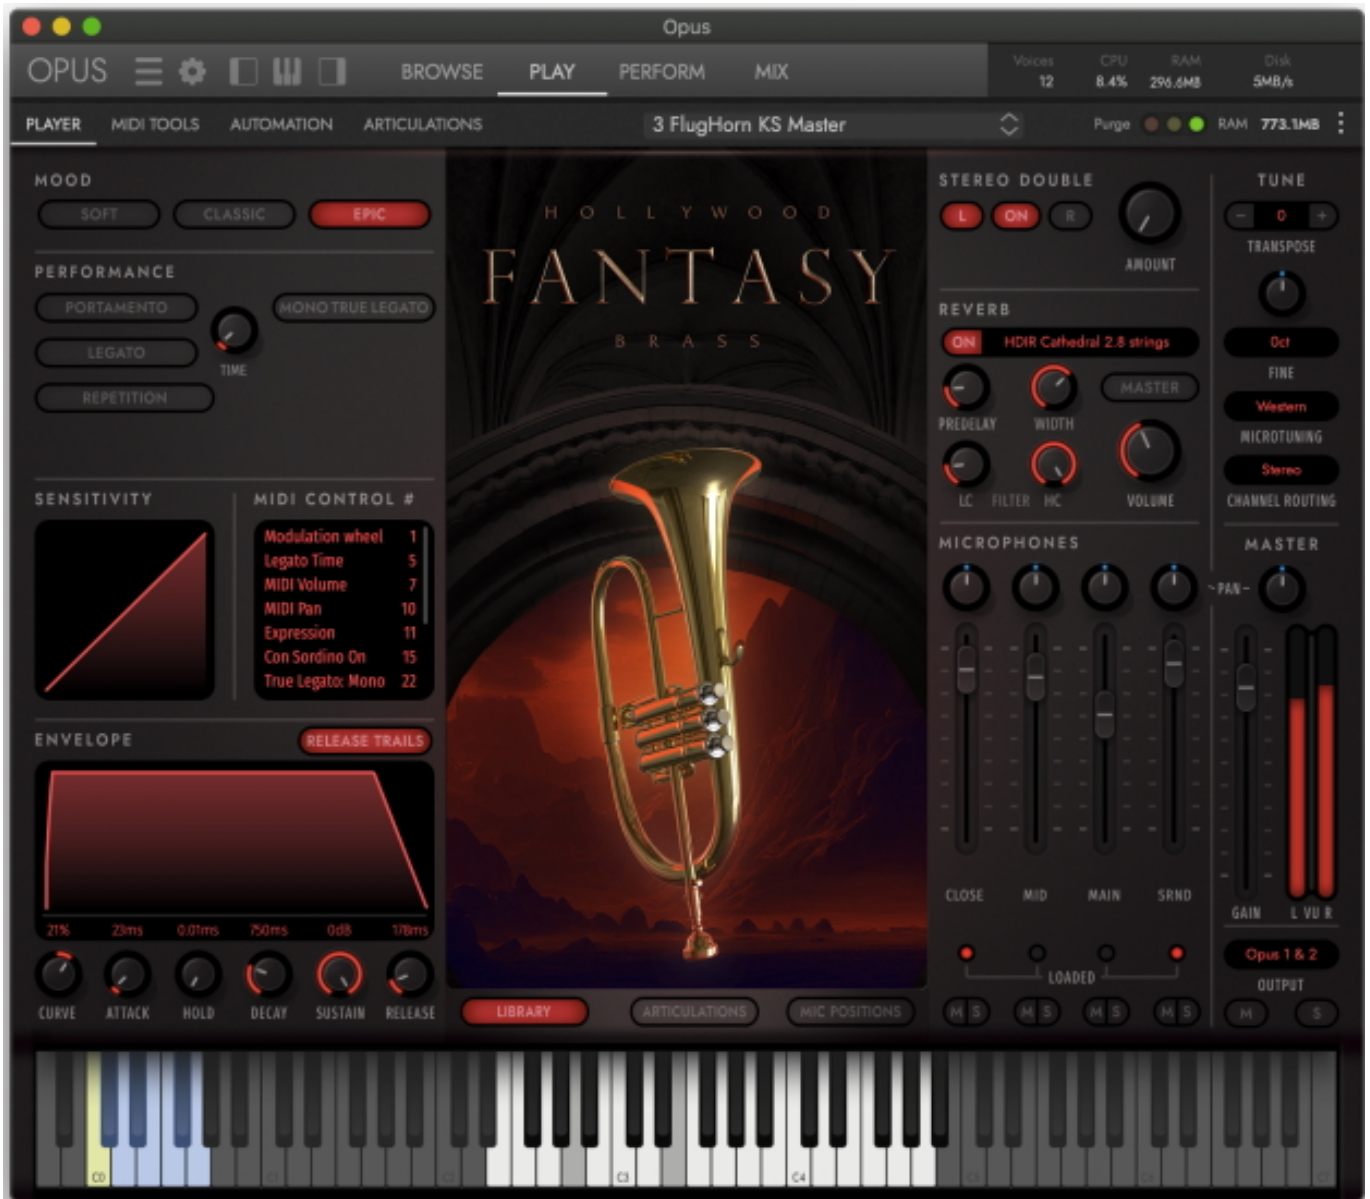 Opus
OPUS BROWSE PLAY PERFORM MIX
Voices CPU RAM Disk
12 8.4% 296.6MB 5MB/s
PLAYER MIDI TOOLS AUTOMATION ARTICULATIONS 3 FlugHorn KS Master Purge RAM 773.1MB
MOOD
SOFT CLASSIC EPIC
PERFORMANCE
PORTAMENTO MONO TRUE LEGATO
LEGATO
TIME
REPETITION
SENSITIVITY
MIDI CONTROL #
Modulation wheel 1
Legato Time 5
MIDI Volume 7
MIDI Pan 10
Expression 11
Con Sordino On 15
True Legato: Mono 22
ENVELOPE RELEASE TRAILS
21% 23ms 0.01ms 750ms 0dB 178ms
CURVE ATTACK HOLD DECAY SUSTAIN RELEASE
HOLLYWOOD
FANTASY
BRASS
LIBRARY ARTICULATIONS MIC POSITIONS
STEREO DOUBLE
L ON R
AMOUNT
REVERB
ON HDIR Cathedral 2.8 strings
MASTER
PREDELAY WIDTH
LC FILTER HC VOLUME
MICROPHONES
CLOSE MID MAIN SRND
LOADED
M S M S M S M S
TUNE
- 0 +
TRANSPOSE
0ct
FINE
Western
MICROTUNING
Stereo
CHANNEL ROUTING
MASTER
-PAN-
GAIN L VU R
Opus 1 & 2
OUTPUT
M S
C0 C1 C2 C3 C4 C5 C6 C7